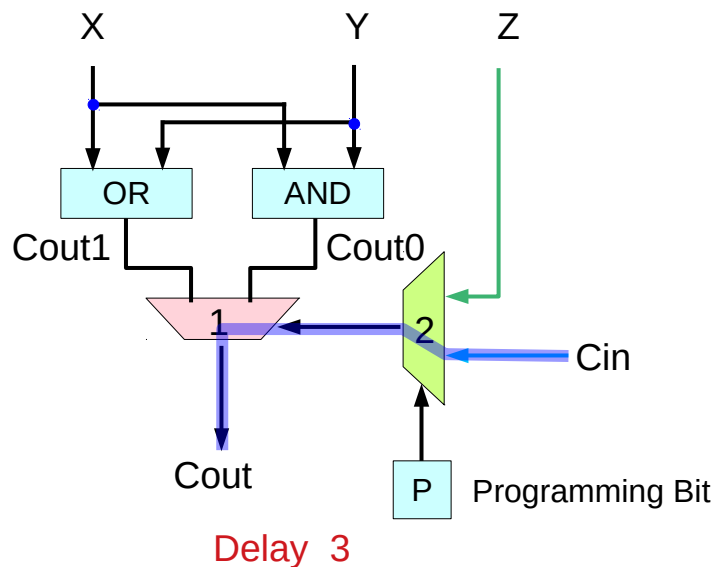 X Y Z
OR AND
Cout1 Cout0
1 2
Cin
Cout
P Programming Bit
Delay 3